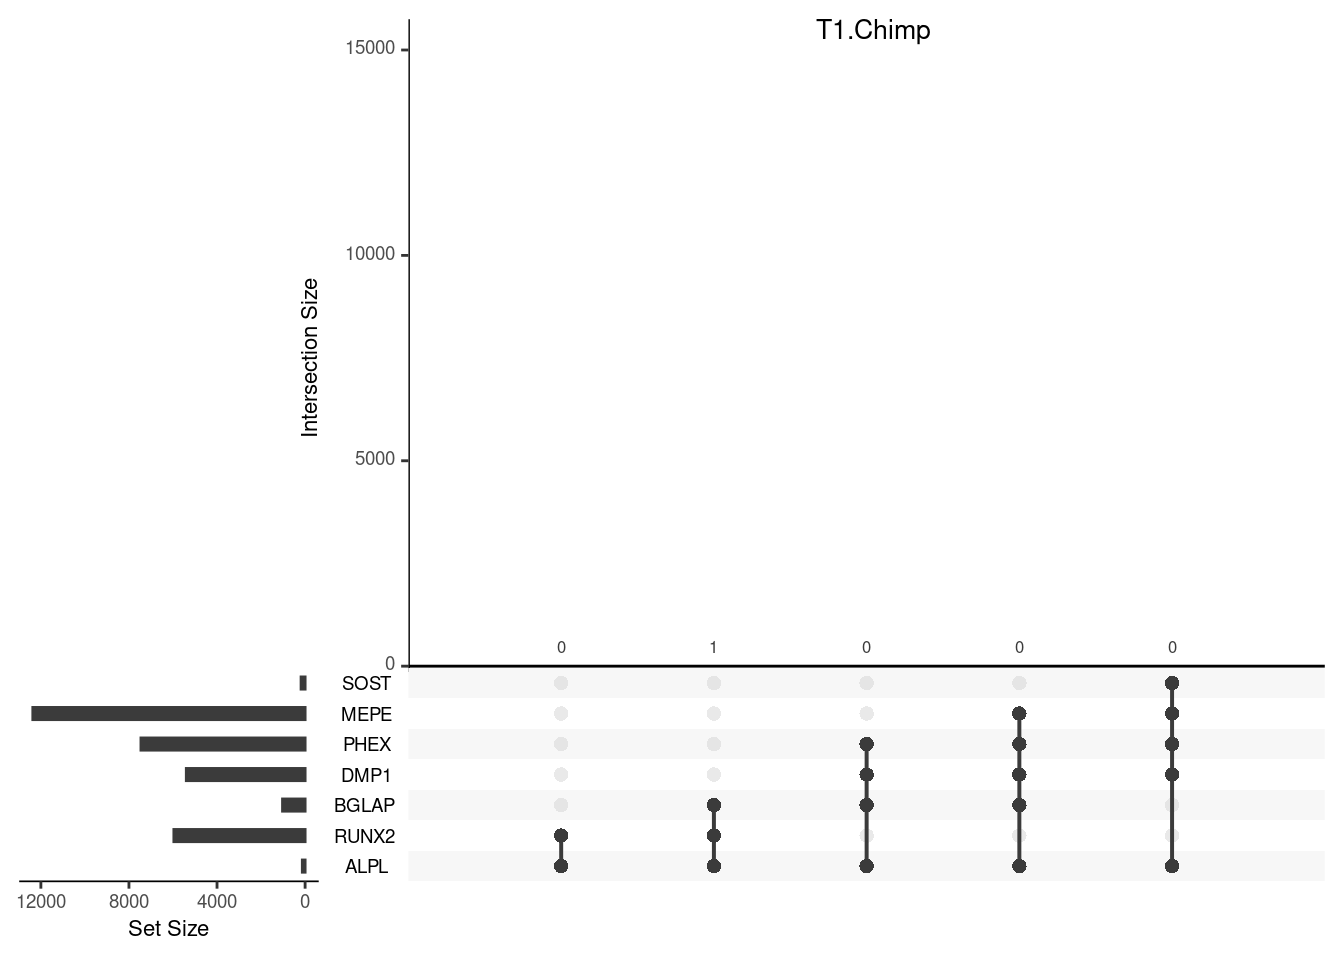 T1.Chimp
15000
10000
5000
0
Intersection Size
0 1 0 0 0
SOST
MEPE
PHEX
DMP1
BGLAP
RUNX2
ALPL
12000 8000 4000 0
Set Size